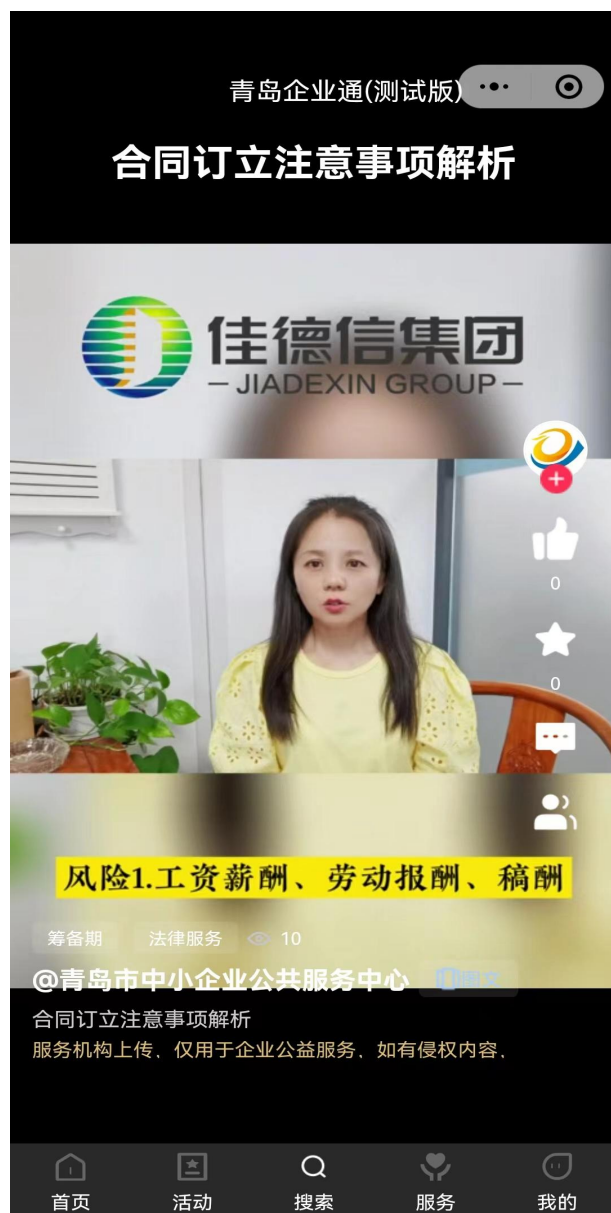 青岛企业通(测试版)
合同订立注意事项解析
佳德信集团
JIADEXIN GROUP
0
0
风险1.工资薪酬、劳动报酬、稿酬
筹备期 法律服务 10
@青岛市中小企业公共服务中心 图文
合同订立注意事项解析
服务机构上传，仅用于企业公益服务，如有侵权内容，
首页 活动 搜索 服务 我的